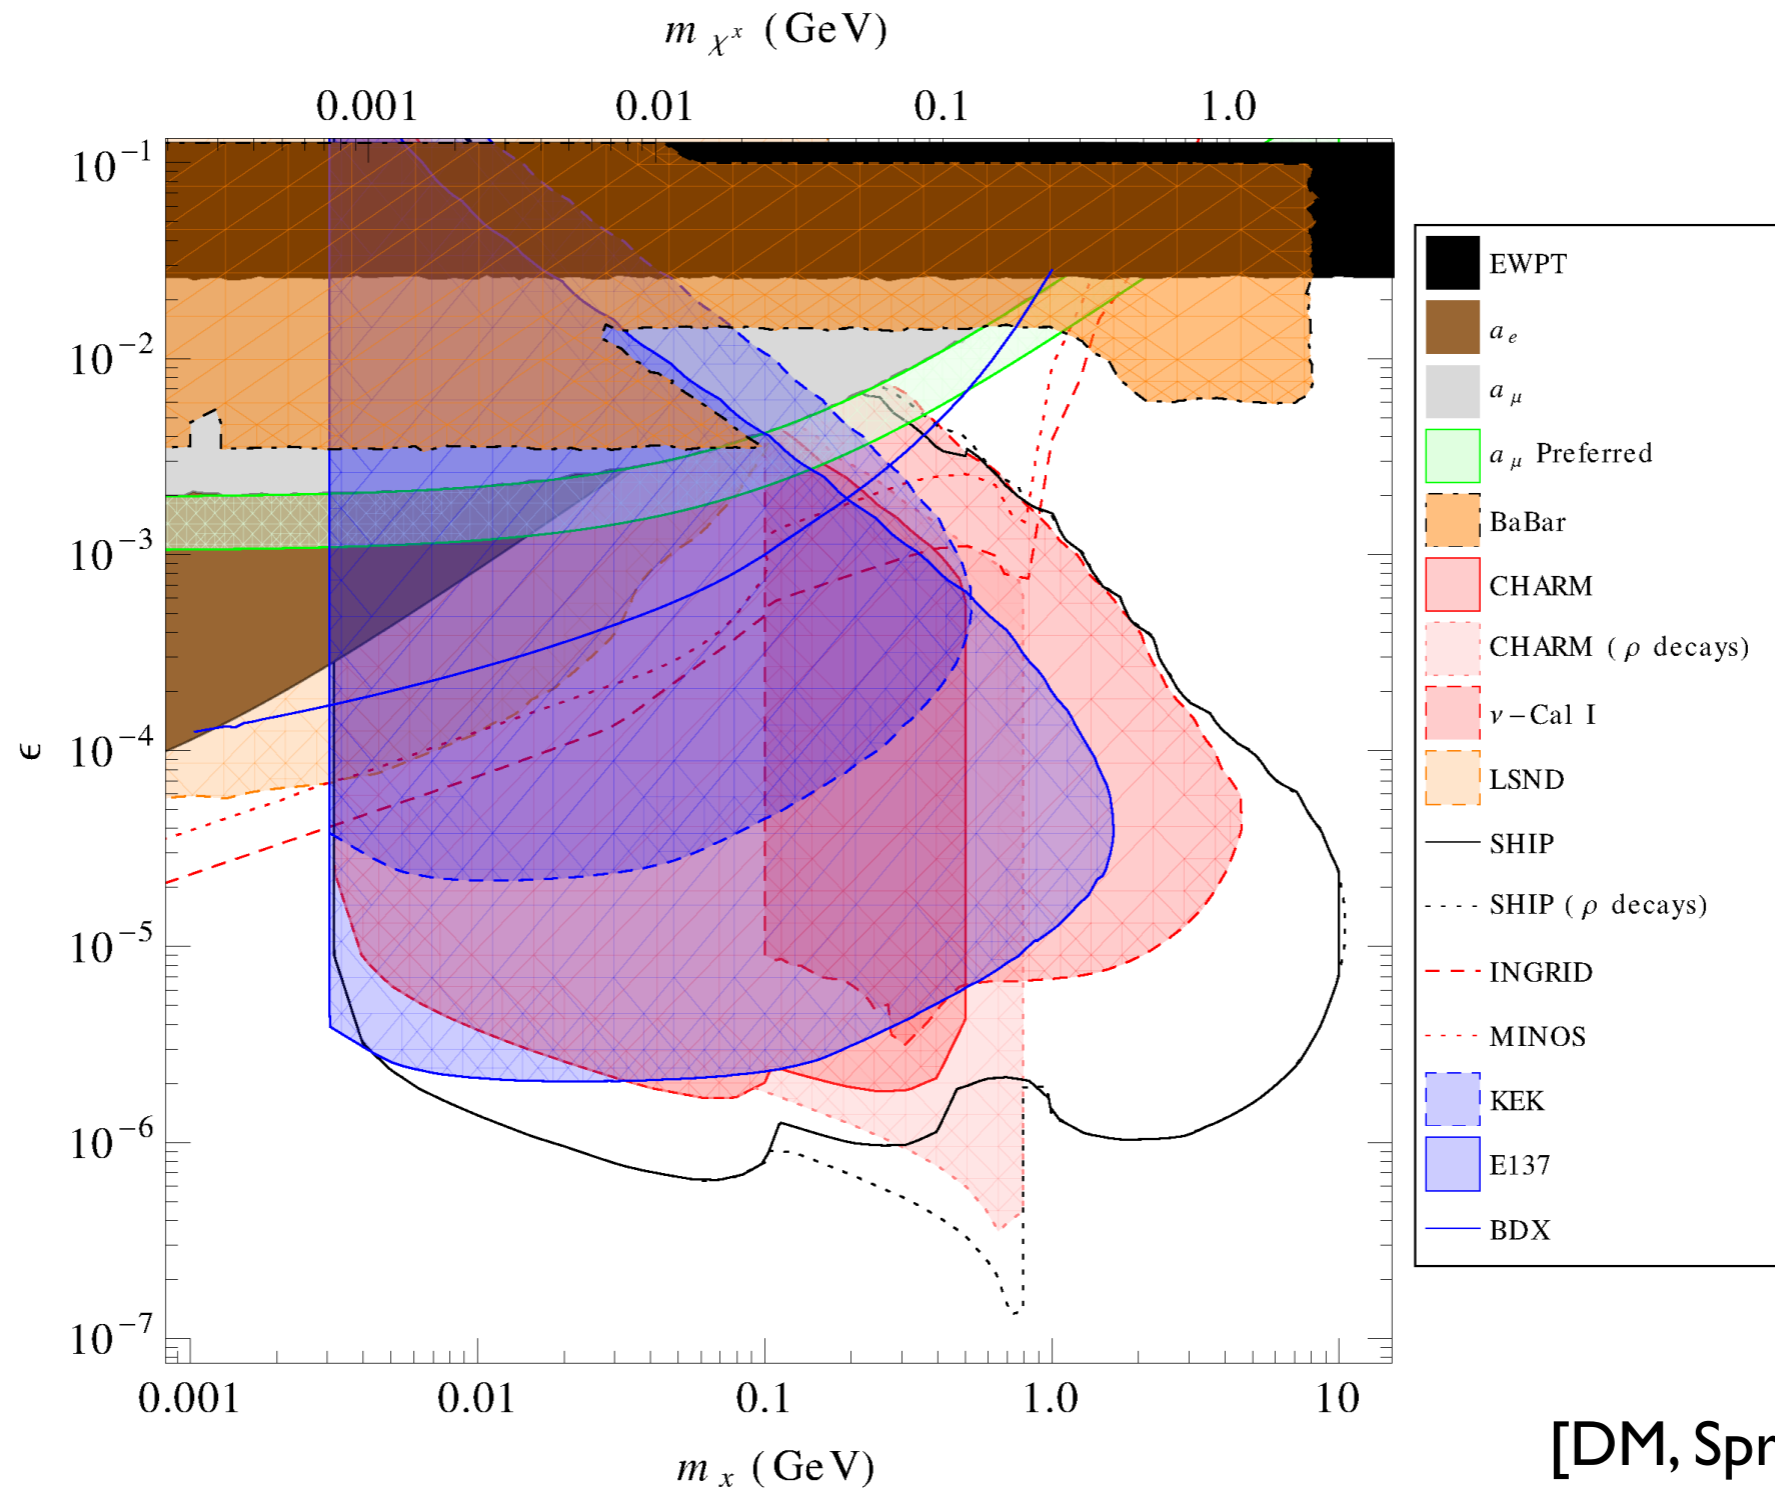 m χˣ (GeV)
0.001 0.01 0.1 1.0
10⁻¹
10⁻²
10⁻³
10⁻⁴
10⁻⁵
10⁻⁶
10⁻⁷
ϵ
0.001 0.01 0.1 1.0 10
m ₓ (GeV)
EWPT
a e
a μ
a μ Preferred
BaBar
CHARM
CHARM ( ρ decays)
ν−Cal I
LSND
SHIP
SHIP ( ρ decays)
INGRID
MINOS
KEK
E137
BDX
[DM, Spr